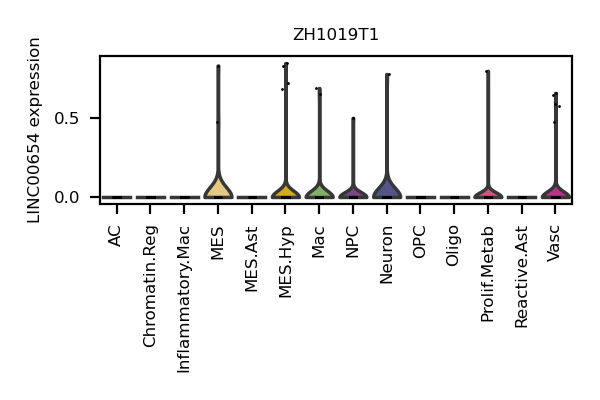 ZH1019T1
LINC00654 expression
0.5
0.0
AC
Chromatin.Reg
Inflammatory.Mac
MES
MES.Ast
MES.Hyp
Mac
NPC
Neuron
OPC
Oligo
Prolif.Metab
Reactive.Ast
Vasc